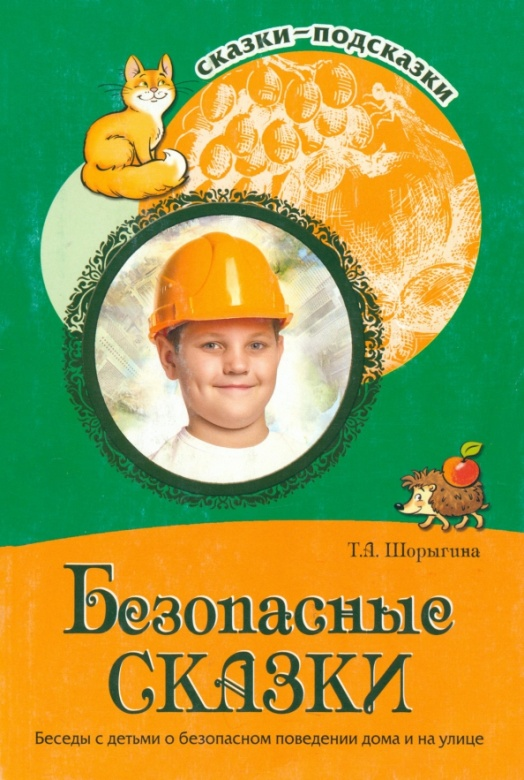 сказки-подсказки
Т.А. Шорыгина
Безопасные
СКАЗКИ
Беседы с детьми о безопасном поведении дома и на улице